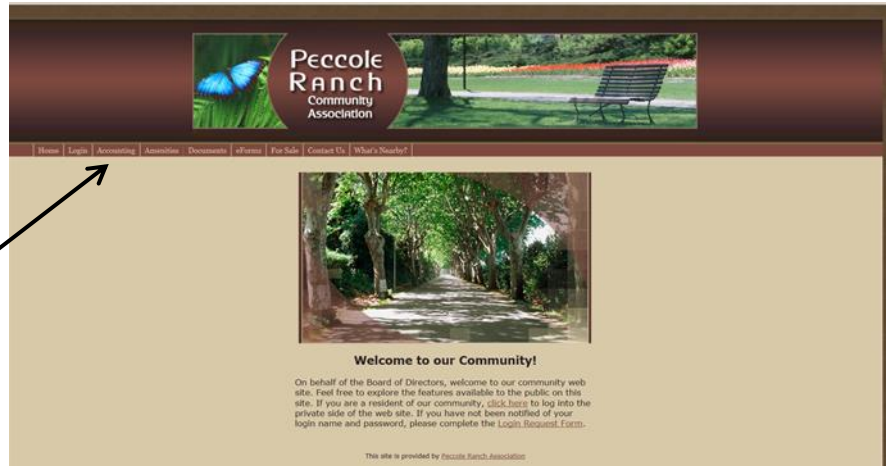 Peccole
Ranch
Community
Association
Home Login Accounting Amenities Documents eForms For Sale Contact Us What's Nearby?
Welcome to our Community!
On behalf of the Board of Directors, welcome to our community web
site. Feel free to explore the features available to the public on this
site. If you are a resident of our community, click here to log into the
private side of the web site. If you have not been notified of your
login name and password, please complete the Login Request Form.
This site is provided by Peccole Ranch Association